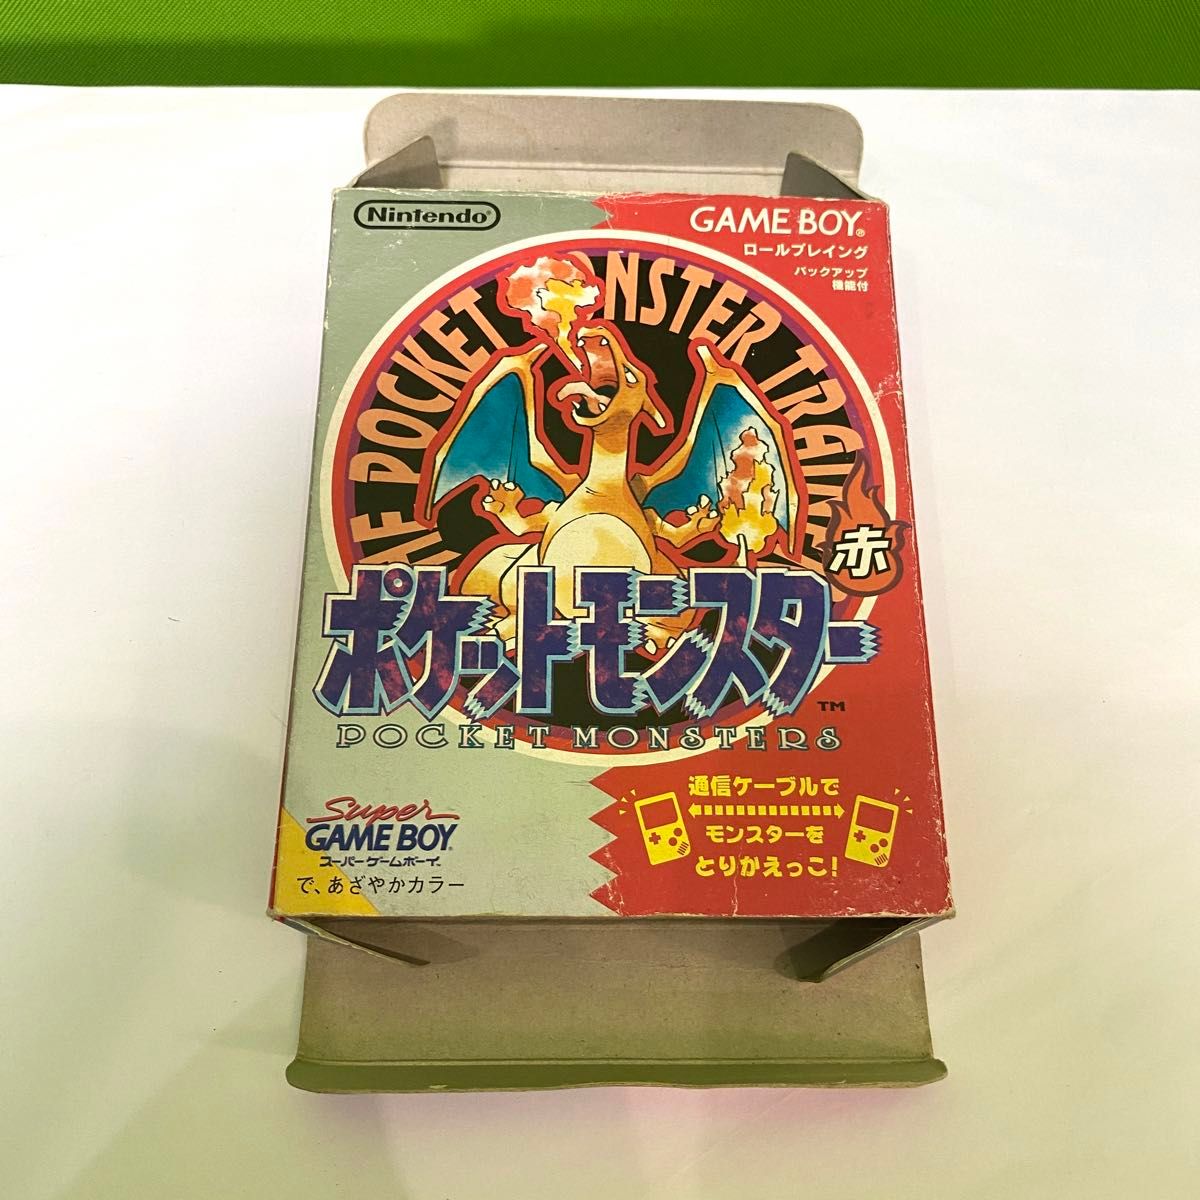 Nintendo®
GAME BOY®
ロールプレイング
バックアップ
機能付
POCKET MONSTER
赤
ポケットモンスター
TM
POCKET MONSTERS
通信ケーブルで
モンスターを
とりかえっこ!
Super
GAME BOY
スーパーゲームボーイ
で、あざやかカラー